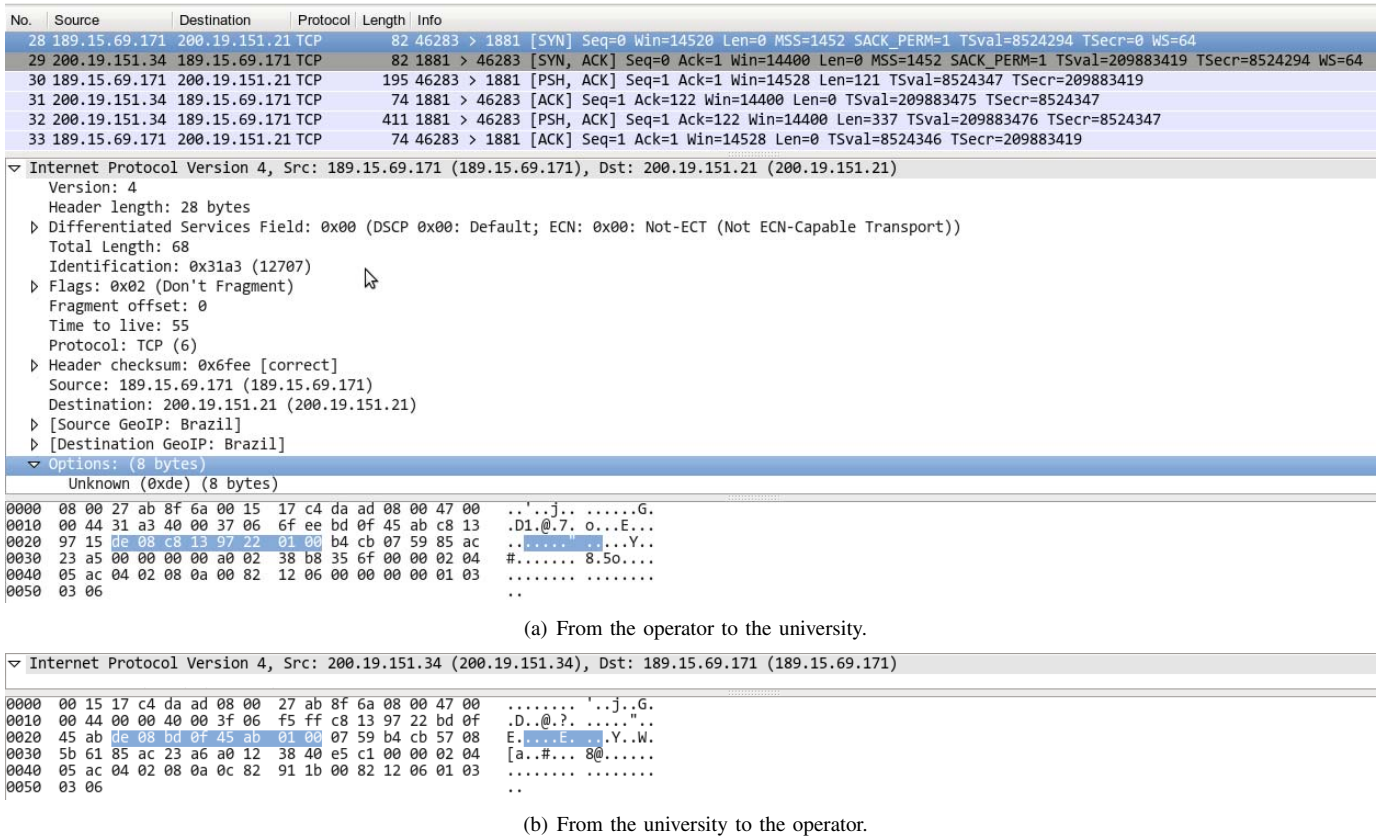 No. Source Destination Protocol Length Info
28 189.15.69.171 200.19.151.21 TCP 82 46283 > 1881 [SYN] Seq=0 Win=14520 Len=0 MSS=1452 SACK_PERM=1 TSval=8524294 TSecr=0 WS=64
29 200.19.151.34 189.15.69.171 TCP 82 1881 > 46283 [SYN, ACK] Seq=0 Ack=1 Win=14400 Len=0 MSS=1452 SACK_PERM=1 TSval=209883419 TSecr=8524294 WS=64
30 189.15.69.171 200.19.151.21 TCP 195 46283 > 1881 [PSH, ACK] Seq=1 Ack=1 Win=14528 Len=121 TSval=8524347 TSecr=209883419
31 200.19.151.34 189.15.69.171 TCP 74 1881 > 46283 [ACK] Seq=1 Ack=122 Win=14400 Len=0 TSval=209883475 TSecr=8524347
32 200.19.151.34 189.15.69.171 TCP 411 1881 > 46283 [PSH, ACK] Seq=1 Ack=122 Win=14400 Len=337 TSval=209883476 TSecr=8524347
33 189.15.69.171 200.19.151.21 TCP 74 46283 > 1881 [ACK] Seq=1 Ack=1 Win=14528 Len=0 TSval=8524346 TSecr=209883419
Internet Protocol Version 4, Src: 189.15.69.171 (189.15.69.171), Dst: 200.19.151.21 (200.19.151.21)
Version: 4
Header length: 28 bytes
Differentiated Services Field: 0x00 (DSCP 0x00: Default; ECN: 0x00: Not-ECT (Not ECN-Capable Transport))
Total Length: 68
Identification: 0x31a3 (12707)
Flags: 0x02 (Don't Fragment)
Fragment offset: 0
Time to live: 55
Protocol: TCP (6)
Header checksum: 0x6fee [correct]
Source: 189.15.69.171 (189.15.69.171)
Destination: 200.19.151.21 (200.19.151.21)
[Source GeoIP: Brazil]
[Destination GeoIP: Brazil]
Options: (8 bytes)
Unknown (0xde) (8 bytes)
0000 08 00 27 ab 8f 6a 00 15 17 c4 da ad 08 00 47 00 ..'..j.. ......G.
0010 00 44 31 a3 40 00 37 06 6f ee bd 0f 45 ab c8 13 .D1.@.7. o...E...
0020 97 15 de 08 c8 13 97 22 01 00 b4 cb 07 59 85 ac ......." .....Y..
0030 23 a5 00 00 00 00 a0 02 38 b8 35 6f 00 00 02 04 #....... 8.5o....
0040 05 ac 04 02 08 0a 00 82 12 06 00 00 00 00 01 03 ........ ........
0050 03 06 ..
(a) From the operator to the university.
Internet Protocol Version 4, Src: 200.19.151.34 (200.19.151.34), Dst: 189.15.69.171 (189.15.69.171)
0000 00 15 17 c4 da ad 08 00 27 ab 8f 6a 08 00 47 00 ........ '..j..G.
0010 00 44 00 00 40 00 3f 06 f5 ff c8 13 97 22 bd 0f .D..@.?. ....."..
0020 45 ab de 08 bd 0f 45 ab 01 00 07 59 b4 cb 57 08 E.....E. ...Y..W.
0030 5b 61 85 ac 23 a6 a0 12 38 40 e5 c1 00 00 02 04 [a..#... 8@......
0040 05 ac 04 02 08 0a 0c 82 91 1b 00 82 12 06 01 03 ........ ........
0050 03 06 ..
(b) From the university to the operator.